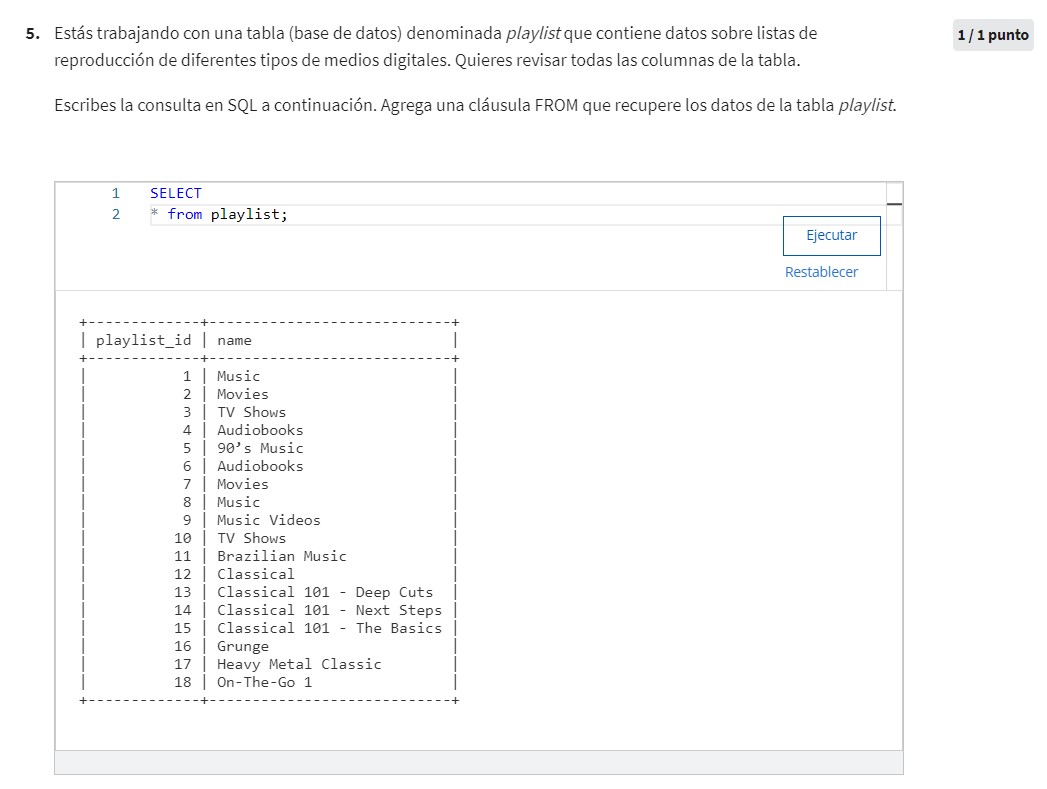 5. Estás trabajando con una tabla (base de datos) denominada playlist que contiene datos sobre listas de
1 / 1 punto
reproducción de diferentes tipos de medios digitales. Quieres revisar todas las columnas de la tabla.
Escribes la consulta en SQL a continuación. Agrega una cláusula FROM que recupere los datos de la tabla playlist.
1 SELECT
2 * from playlist;
Ejecutar
Restablecer
+-------------+----------------------------+
| playlist_id | name                       |
+-------------+----------------------------+
|           1 | Music                      |
|           2 | Movies                     |
|           3 | TV Shows                   |
|           4 | Audiobooks                 |
|           5 | 90’s Music                 |
|           6 | Audiobooks                 |
|           7 | Movies                     |
|           8 | Music                      |
|           9 | Music Videos               |
|          10 | TV Shows                   |
|          11 | Brazilian Music            |
|          12 | Classical                  |
|          13 | Classical 101 - Deep Cuts  |
|          14 | Classical 101 - Next Steps |
|          15 | Classical 101 - The Basics |
|          16 | Grunge                     |
|          17 | Heavy Metal Classic        |
|          18 | On-The-Go 1                |
+-------------+----------------------------+